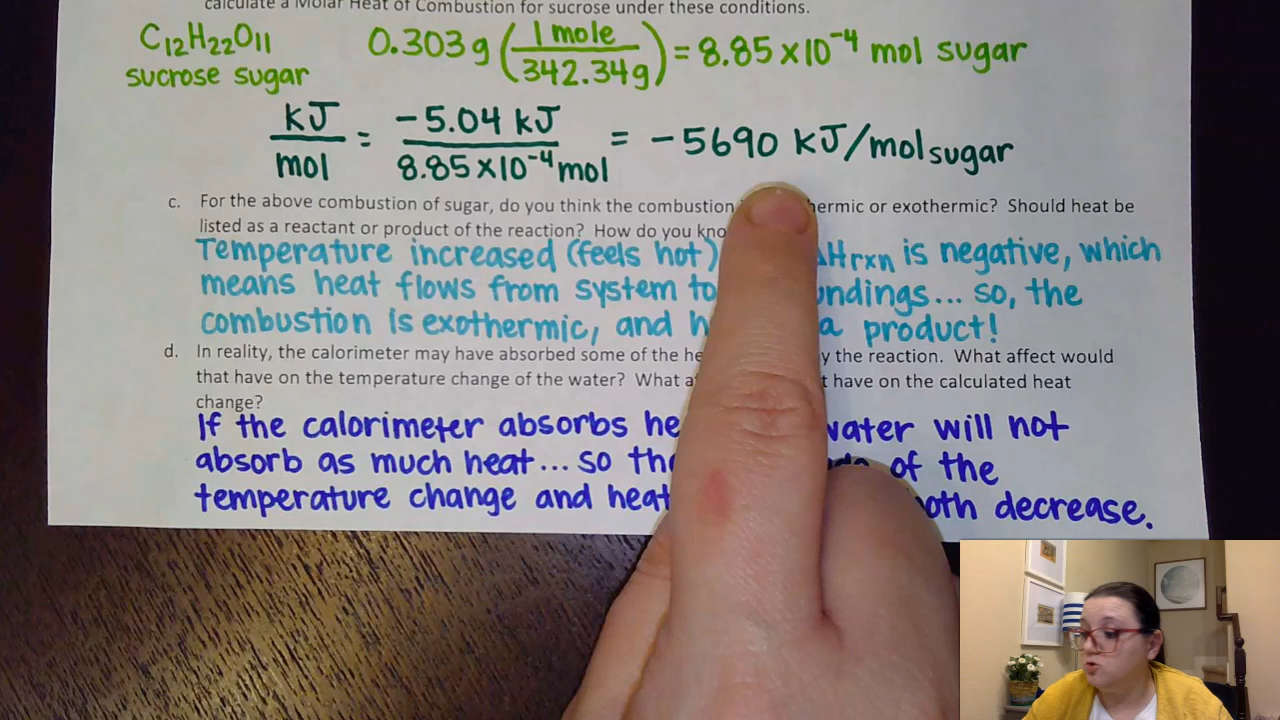 calculate a Molar Heat of Combustion for sucrose under these conditions.
C12H22O11 0.303 g (1 mole / 342.34 g) = 8.85 × 10⁻⁴ mol sugar
sucrose sugar
kJ / mol = -5.04 kJ / 8.85 × 10⁻⁴ mol = -5690 kJ/mol sugar
c. For the above combustion of sugar, do you think the combustion hermic or exothermic? Should heat be
listed as a reactant or product of the reaction? How do you kno
Temperature increased (feels hot) ΔHrxn is negative, which
means heat flows from system to undings... so, the
combustion is exothermic, and h a product!
d. In reality, the calorimeter may have absorbed some of the he y the reaction. What affect would
that have on the temperature change of the water? What a t have on the calculated heat
change?
If the calorimeter absorbs he water will not
absorb as much heat... so th of the
temperature change and heat both decrease.